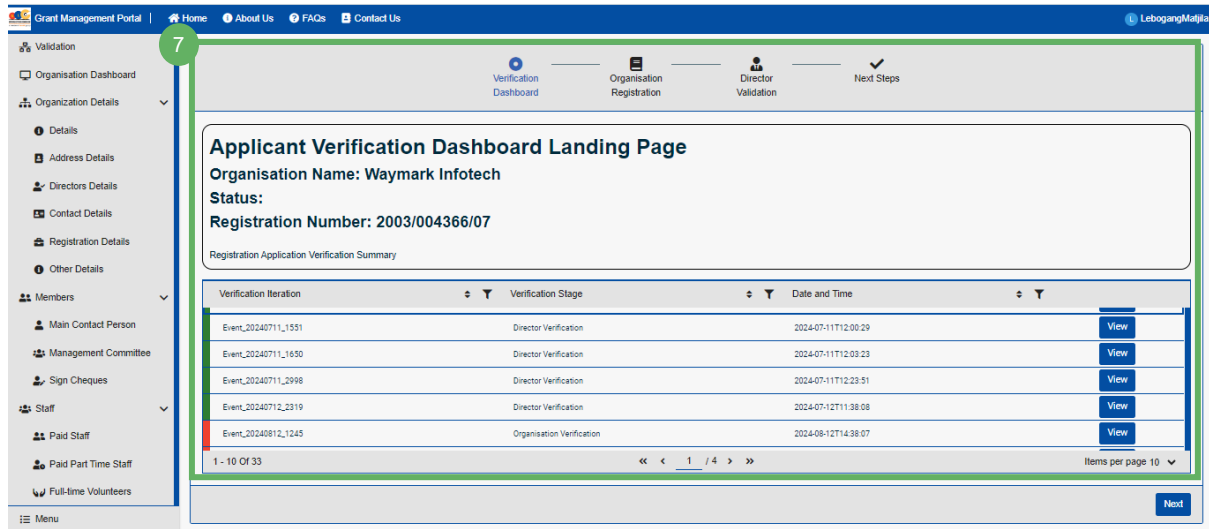 Grant Management Portal | Home About Us FAQs Contact Us L LebogangMatjila
7
Validation
Organisation Dashboard
Organization Details
Details
Address Details
Directors Details
Contact Details
Registration Details
Other Details
Members
Main Contact Person
Management Committee
Sign Cheques
Staff
Paid Staff
Paid Part Time Staff
Full-time Volunteers
Menu
Verification Dashboard
Organisation Registration
Director Validation
Next Steps
Applicant Verification Dashboard Landing Page
Organisation Name: Waymark Infotech
Status:
Registration Number: 2003/004366/07
Registration Application Verification Summary
Verification Iteration Verification Stage Date and Time
Event_20240711_1551 Director Verification 2024-07-11T12:00:29 View
Event_20240711_1650 Director Verification 2024-07-11T12:03:23 View
Event_20240711_2998 Director Verification 2024-07-11T12:23:51 View
Event_20240712_2319 Director Verification 2024-07-12T11:38:08 View
Event_20240812_1245 Organisation Verification 2024-08-12T14:38:07 View
1 - 10 Of 33 « ‹ 1 / 4 › » Items per page 10
Next